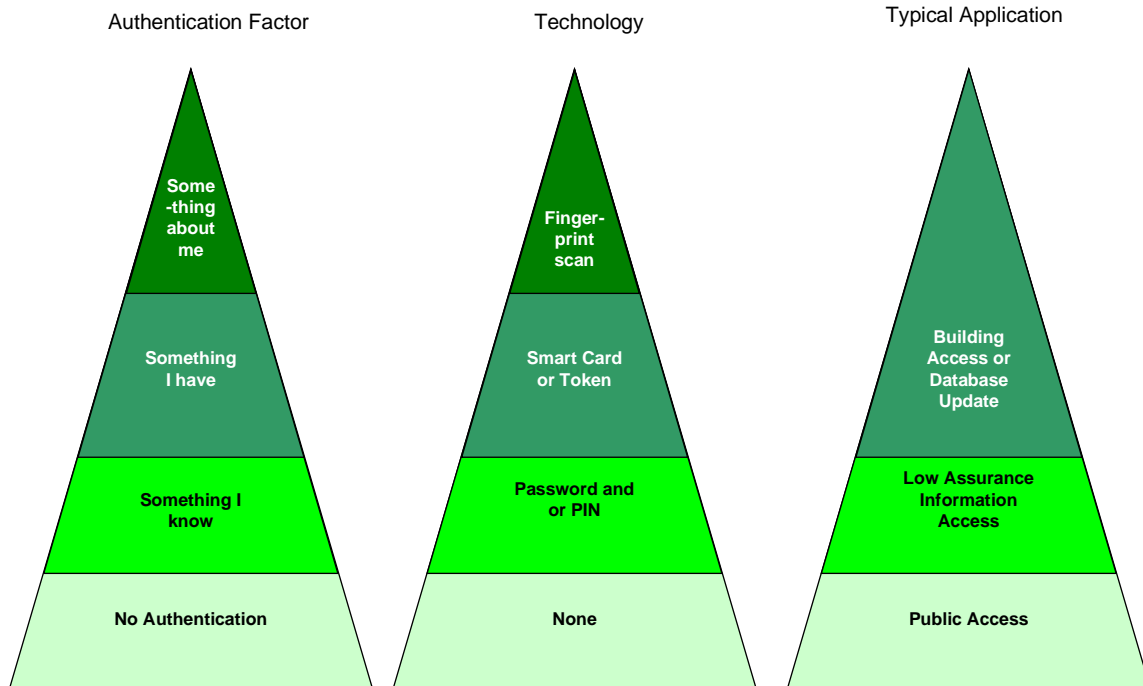 Authentication Factor
Technology
Typical Application
Some
-thing
about
me
Something
I have
Something I
know
No Authentication
Finger-
print
scan
Smart Card
or Token
Password and
or PIN
None
Building
Access or
Database
Update
Low Assurance
Information
Access
Public Access